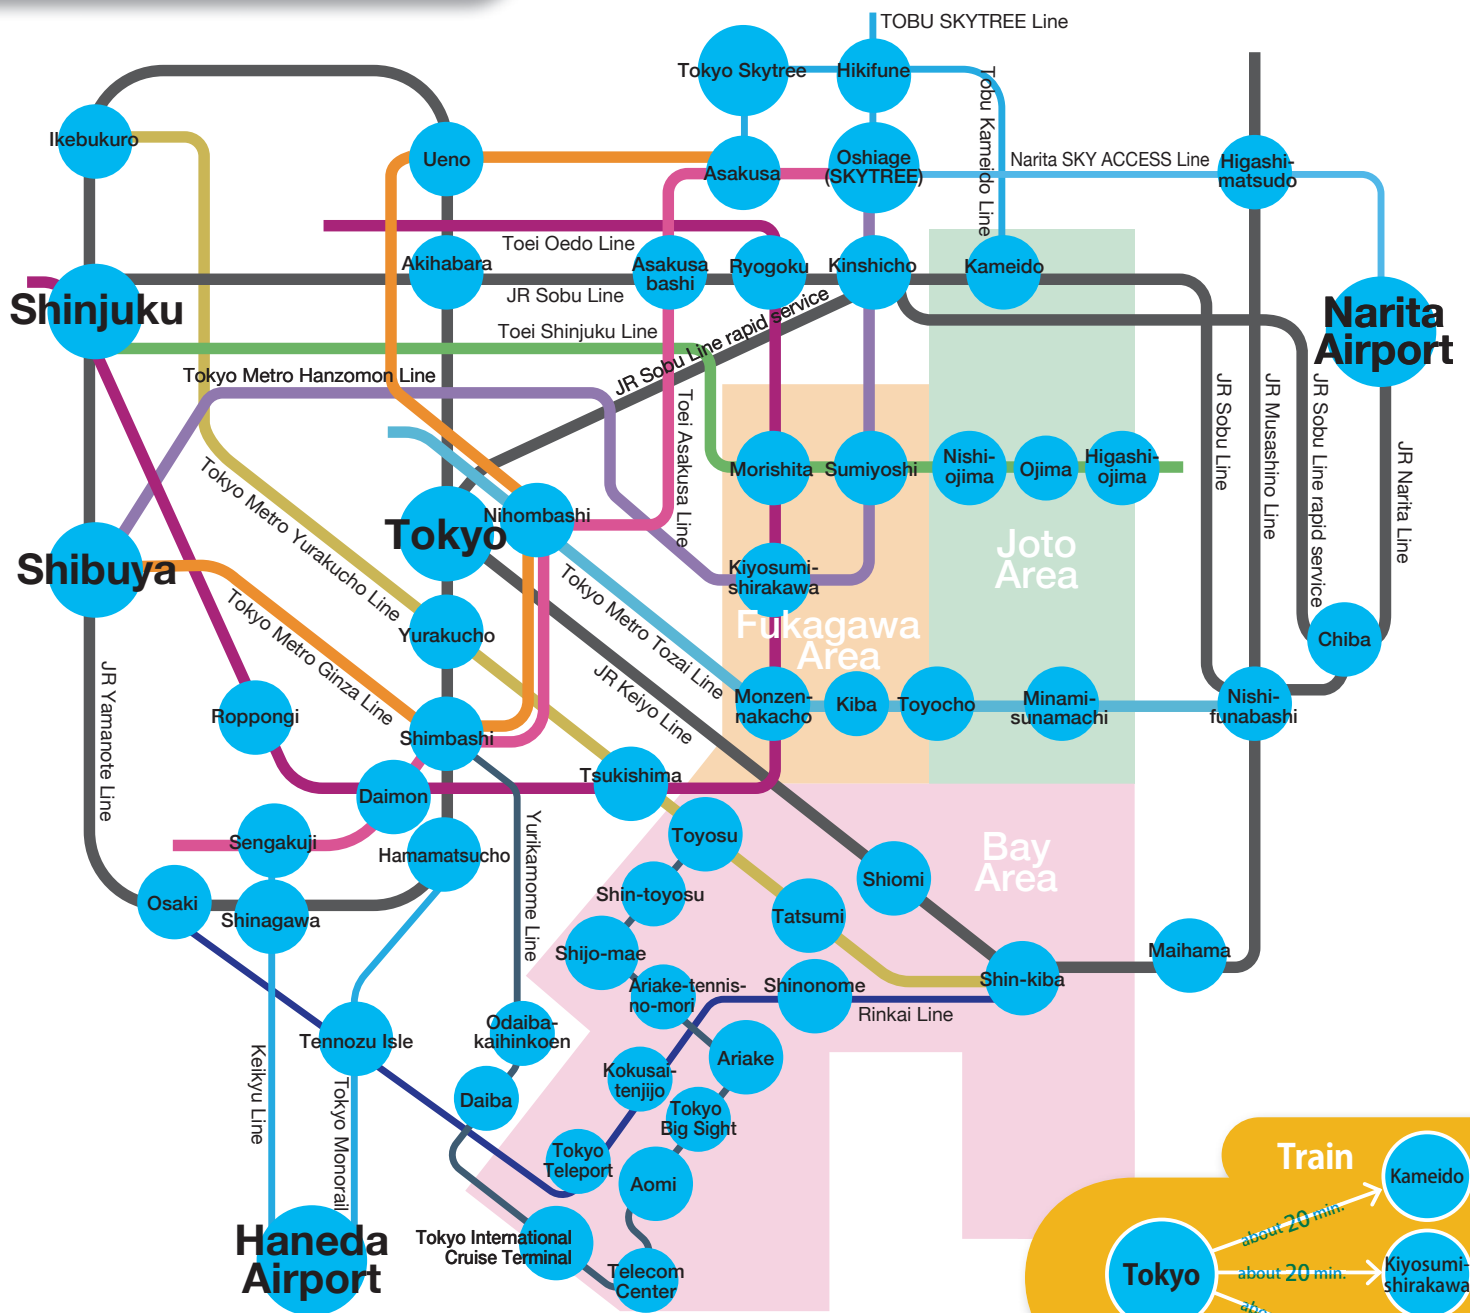 TOBU SKYTREE Line
Tokyo Skytree
Hikifune
Tobu Kameido Line
Ikebukuro
Ueno
Asakusa
Oshiage
(SKYTREE)
Narita SKY ACCESS Line
Higashi-
matsudo
Toei Oedo Line
Akihabara
Asakusa
bashi
Ryogoku
Kinshicho
Kameido
JR Sobu Line
Shinjuku
Toei Shinjuku Line
JR Sobu Line rapid service
Narita
Airport
Tokyo Metro Hanzomon Line
Toei Asakusa Line
JR Sobu Line
JR Musashino Line
JR Sobu Line rapid service
JR Narita Line
Tokyo Metro Yurakucho Line
Morishita
Sumiyoshi
Nishi-
ojima
Ojima
Higashi-
ojima
Nihombashi
Tokyo
Joto
Area
Shibuya
Kiyosumi-
shirakawa
Tokyo Metro Tozai Line
Tokyo Metro Ginza Line
Yurakucho
Fukagawa
Area
Chiba
JR Yamanote Line
JR Keiyo Line
Roppongi
Shimbashi
Monzen-
nakacho
Kiba
Toyocho
Minami-
sunamachi
Nishi-
funabashi
Tsukishima
Daimon
Yurikamome Line
Toyosu
Bay
Area
Sengakuji
Hamamatsucho
Shiomi
Osaki
Shinagawa
Shin-toyosu
Tatsumi
Shijo-mae
Maihama
Ariake-tennis-
no-mori
Shinonome
Shin-kiba
Rinkai Line
Odaiba-
kaihinkoen
Tennozu Isle
Keikyu Line
Tokyo Monorail
Ariake
Kokusai-
tenjijo
Daiba
Tokyo
Big Sight
Tokyo
Teleport
Aomi
Haneda
Airport
Tokyo International
Cruise Terminal
Telecom
Center
Train
Kameido
about 20 min.
Tokyo
about 20 min.
Kiyosumi-
shirakawa